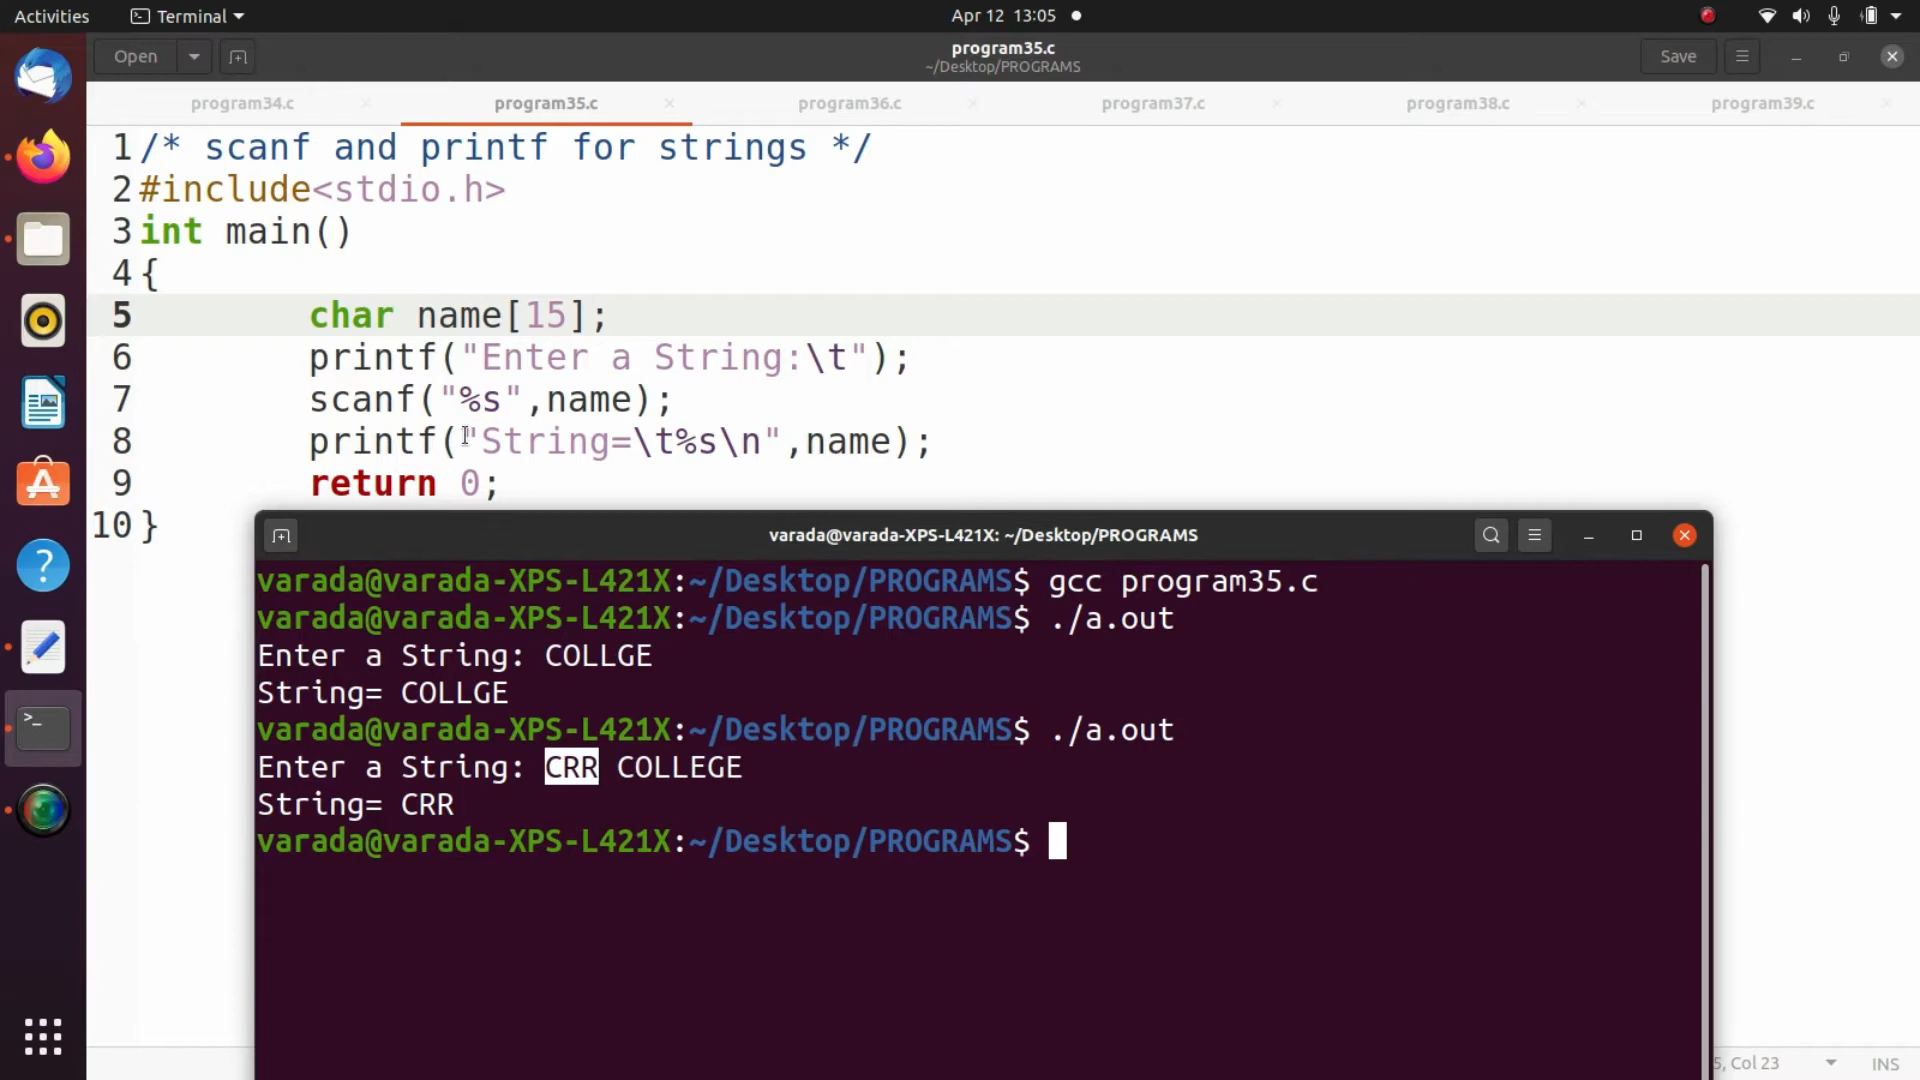 Activities Terminal Apr 12 13:05
Open program35.c Save
~/Desktop/PROGRAMS
program34.c program35.c program36.c program37.c program38.c program39.c
1 /* scanf and printf for strings */
2 #include<stdio.h>
3 int main()
4 {
5 char name[15];
6 printf("Enter a String:\t");
7 scanf("%s",name);
8 printf("String=\t%s\n",name);
9 return 0;
10 }
varada@varada-XPS-L421X: ~/Desktop/PROGRAMS
varada@varada-XPS-L421X:~/Desktop/PROGRAMS$ gcc program35.c
varada@varada-XPS-L421X:~/Desktop/PROGRAMS$ ./a.out
Enter a String: COLLGE
String= COLLGE
varada@varada-XPS-L421X:~/Desktop/PROGRAMS$ ./a.out
Enter a String: CRR COLLEGE
String= CRR
varada@varada-XPS-L421X:~/Desktop/PROGRAMS$
5, Col 23 INS